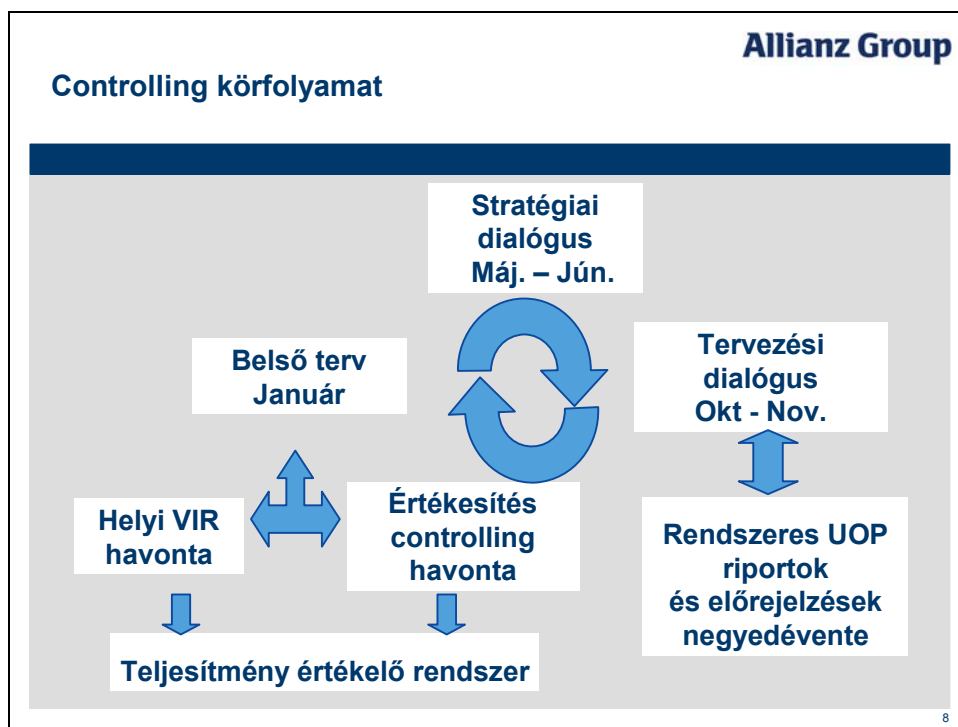 Allianz Group
Controlling körfolyamat
Stratégiai
dialógus
Máj. – Jún.
Belső terv
Január
Tervezési
dialógus
Okt - Nov.
Helyi VIR
havonta
Értékesítés
controlling
havonta
Rendszeres UOP
riportok
és előrejelzések
negyedévente
Teljesítmény értékelő rendszer
8